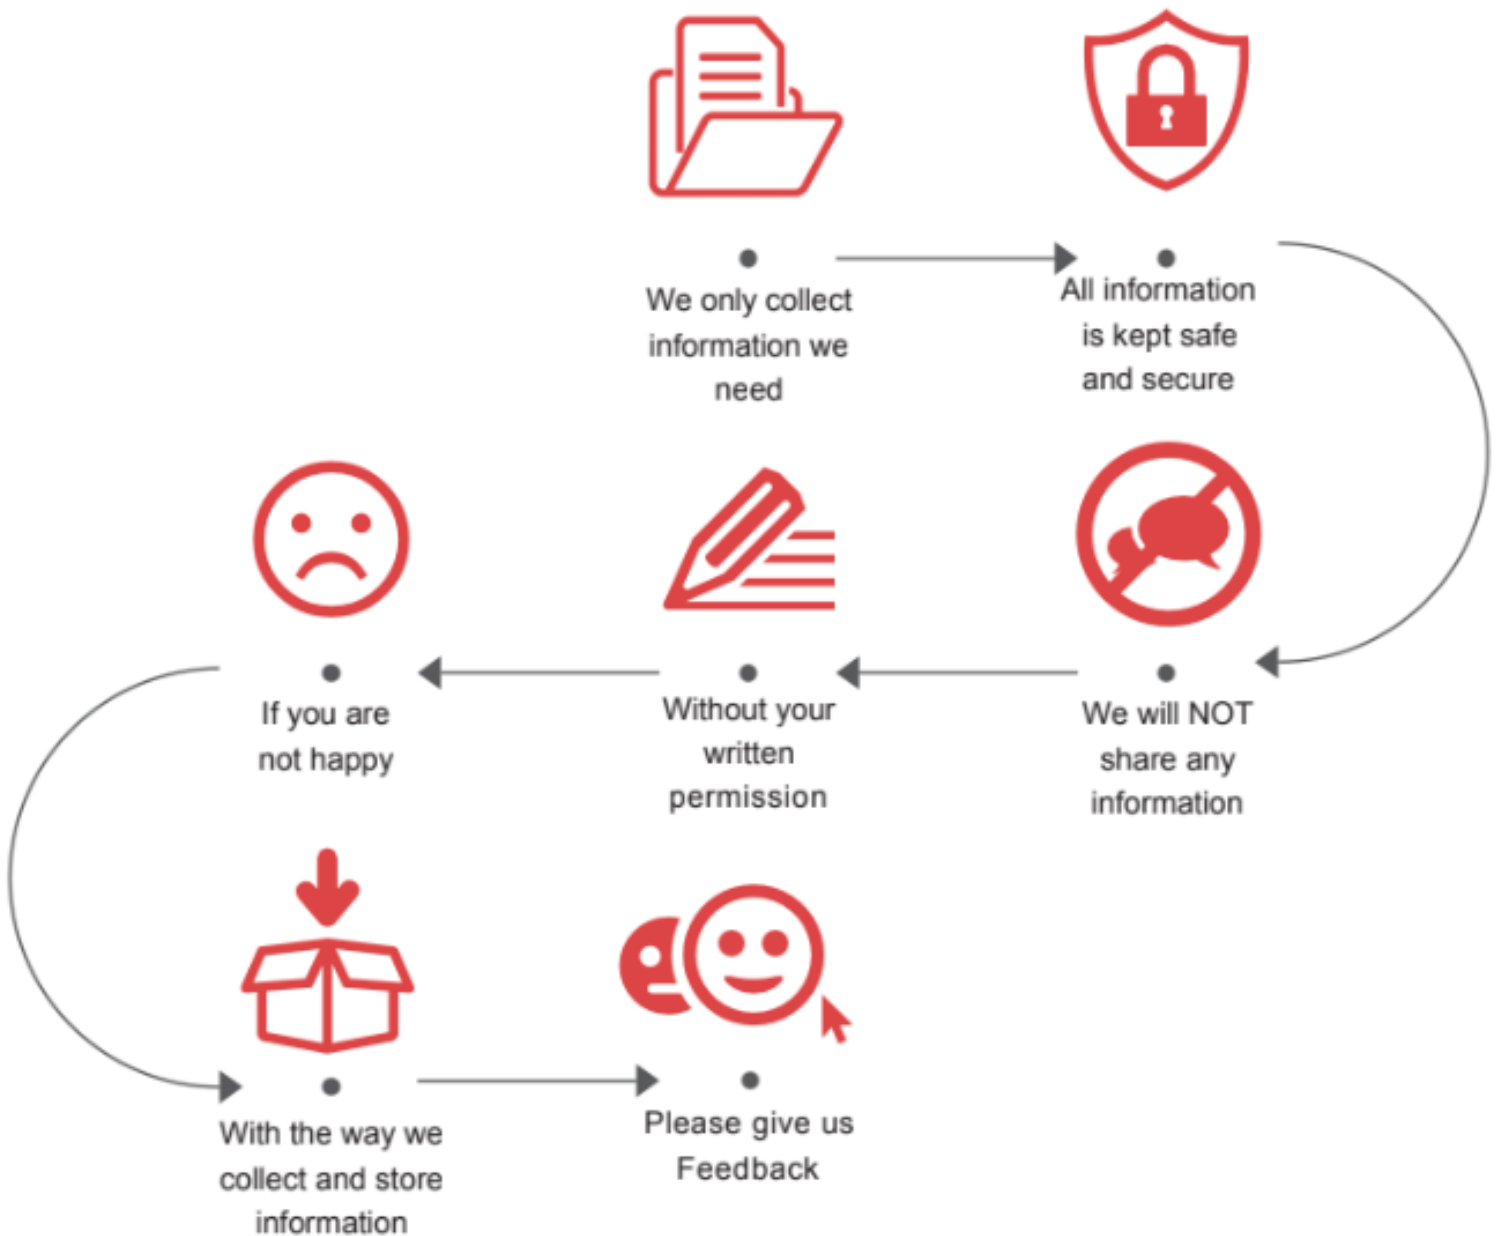 We only collect
information we
need
All information
is kept safe
and secure
We will NOT
share any
information
Without your
written
permission
If you are
not happy
With the way we
collect and store
information
Please give us
Feedback